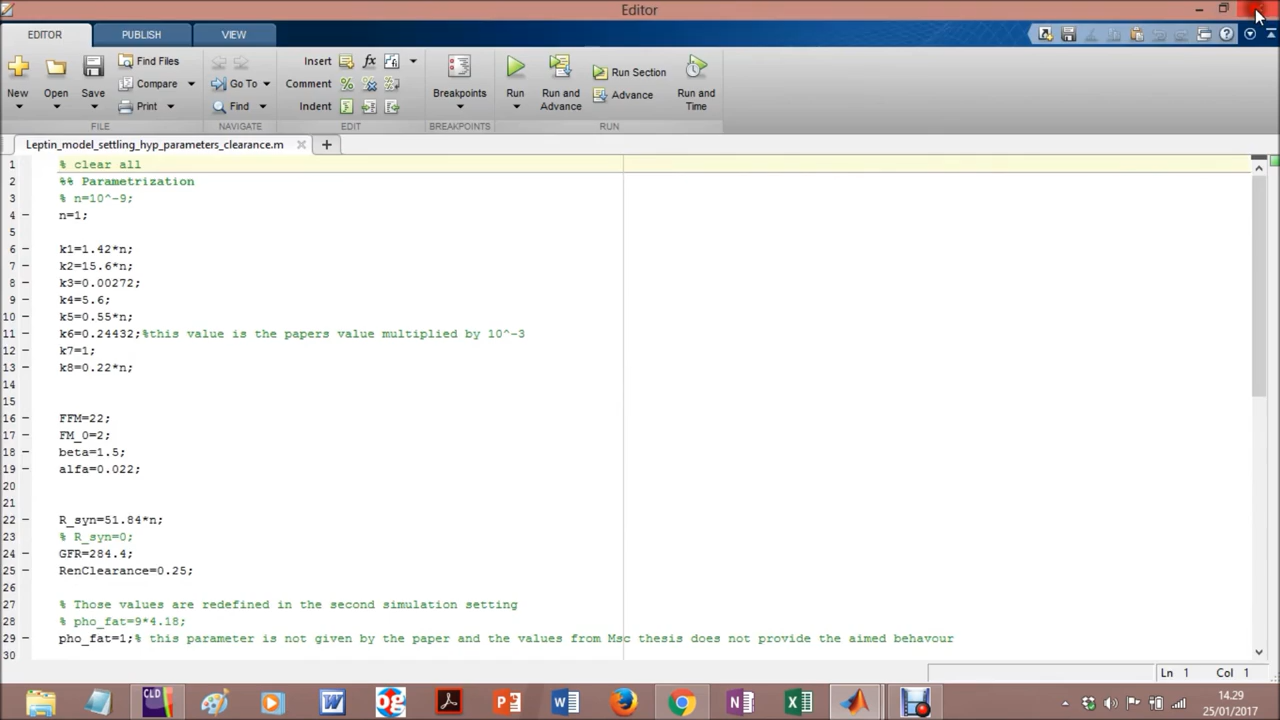 Editor
EDITOR PUBLISH VIEW
New Open Save Find Files Compare Print
Go To Find
Insert fx
Comment % 
Indent
Breakpoints
Run Run and Advance Run Section Advance Run and Time
FILE NAVIGATE EDIT BREAKPOINTS RUN
Leptin_model_settling_hyp_parameters_clearance.m
1 % clear all
2 %% Parametrization
3 % n=10^-9;
4 – n=1;
5
6 – k1=1.42*n;
7 – k2=15.6*n;
8 – k3=0.00272;
9 – k4=5.6;
10 – k5=0.55*n;
11 – k6=0.24432;%this value is the papers value multiplied by 10^-3
12 – k7=1;
13 – k8=0.22*n;
14
15
16 – FFM=22;
17 – FM_0=2;
18 – beta=1.5;
19 – alfa=0.022;
20
21
22 – R_syn=51.84*n;
23 % R_syn=0;
24 – GFR=284.4;
25 – RenClearance=0.25;
26
27 % Those values are redefined in the second simulation setting
28 % pho_fat=9*4.18;
29 – pho_fat=1;% this parameter is not given by the paper and the values from Msc thesis does not provide the aimed behavour
30
Ln 1 Col 1
CLD
14.29
25/01/2017